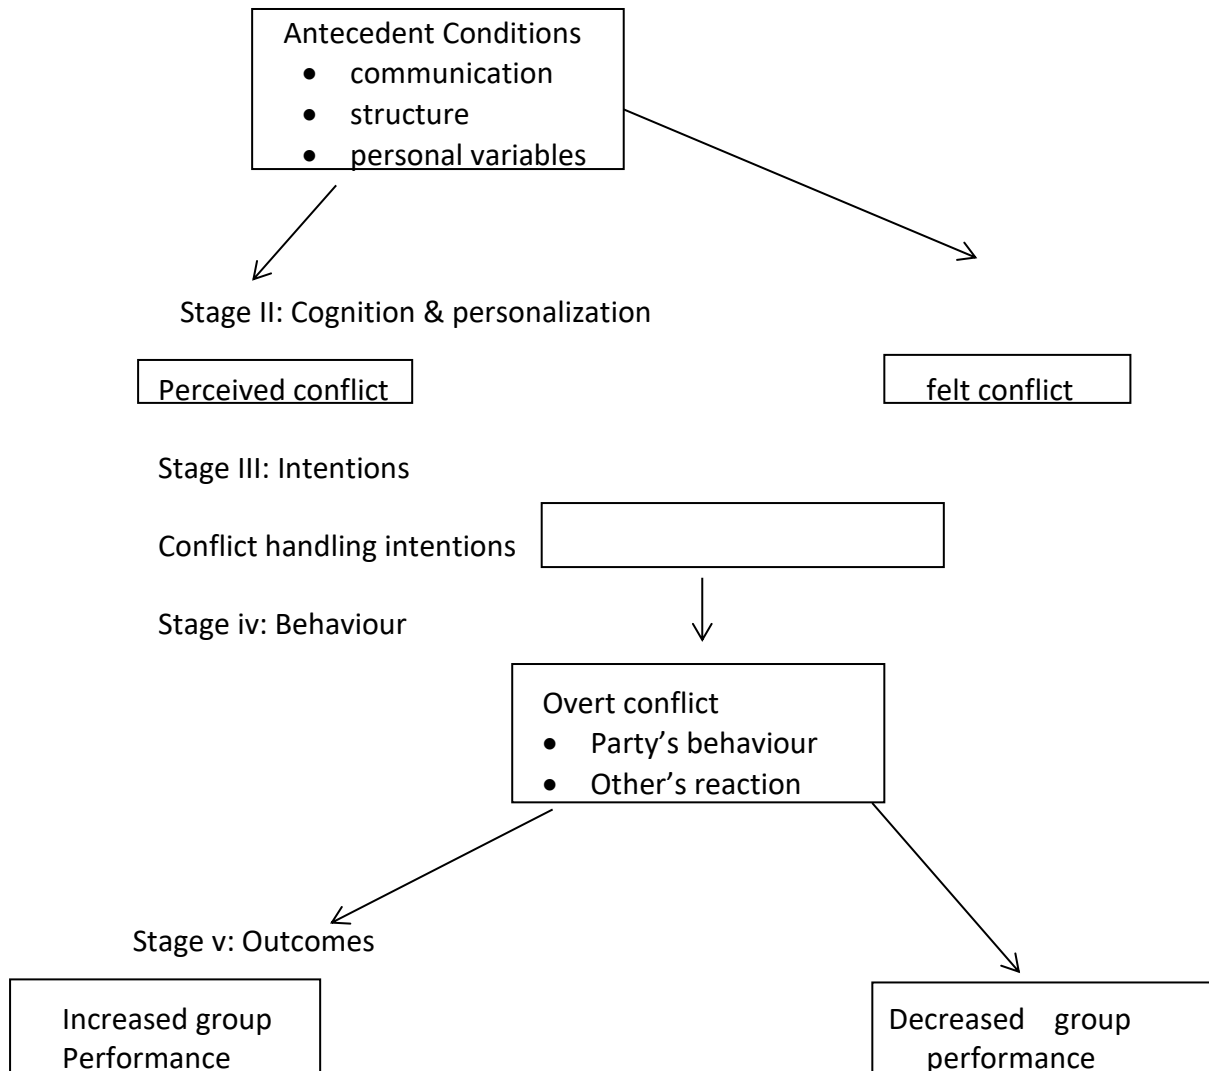 Antecedent Conditions
• communication
• structure
• personal variables
Stage II: Cognition & personalization
Perceived conflict
felt conflict
Stage III: Intentions
Conflict handling intentions
Stage iv: Behaviour
Overt conflict
• Party’s behaviour
• Other’s reaction
Stage v: Outcomes
Increased group
Performance
Decreased group
performance